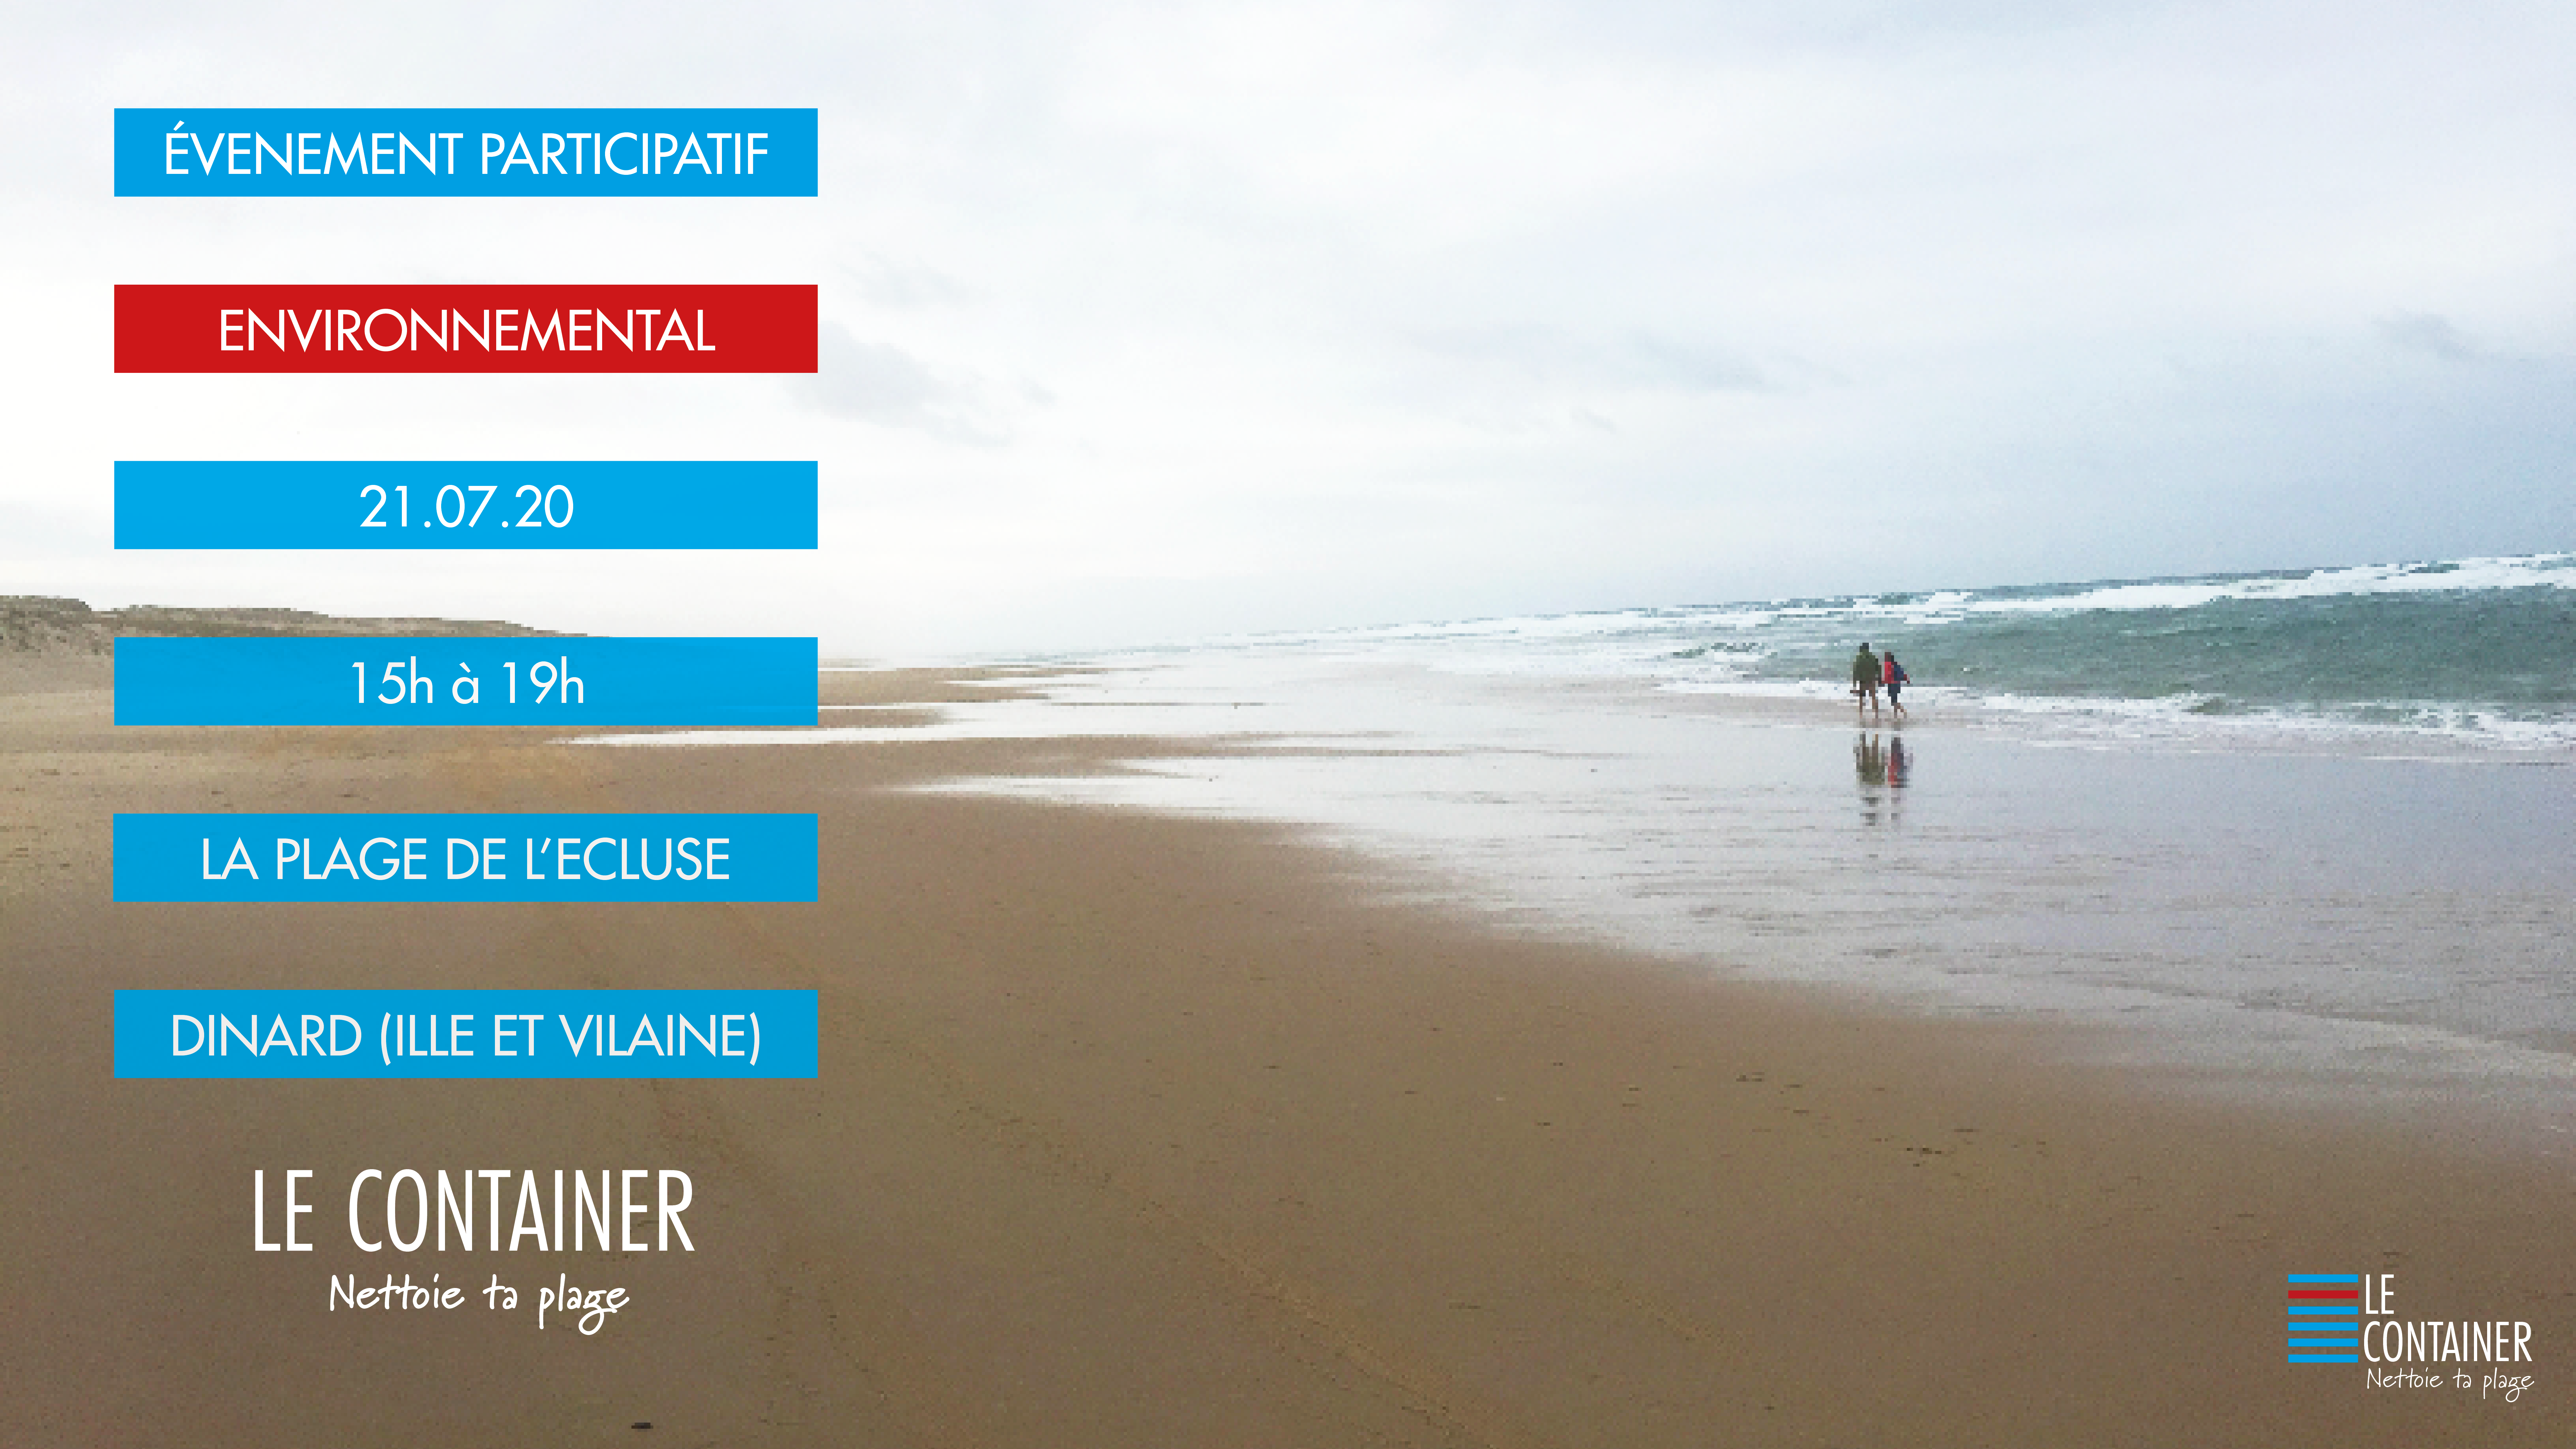 ÉVENEMENT PARTICIPATIF
ENVIRONNEMENTAL
21.07.20
15h à 19h
LA PLAGE DE L'ECLUSE
DINARD (ILLE ET VILAINE)
LE CONTAINER
Nettoie ta plage
LE
CONTAINER
Nettoie ta plage